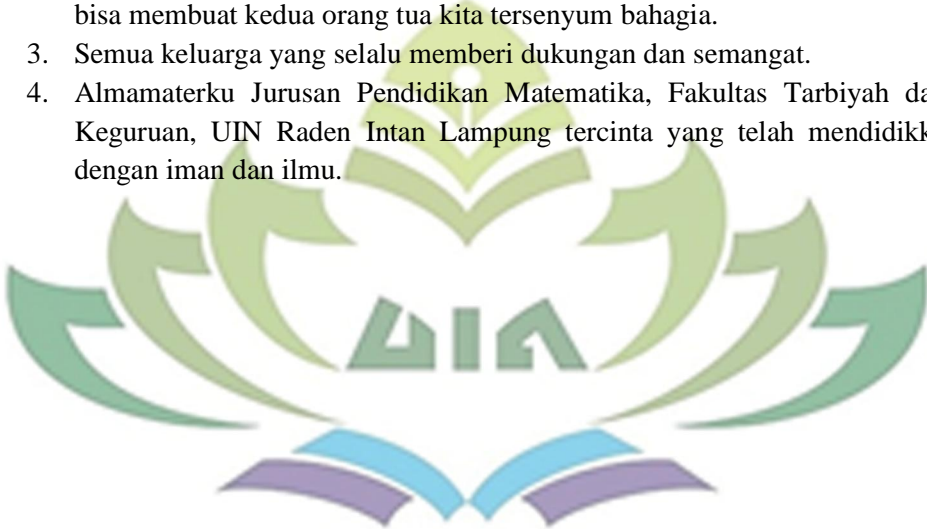 bisa membuat kedua orang tua kita tersenyum bahagia.
3. Semua keluarga yang selalu memberi dukungan dan semangat.
4. Almamaterku Jurusan Pendidikan Matematika, Fakultas Tarbiyah da
Keguruan, UIN Raden Intan Lampung tercinta yang telah mendidikk
dengan iman dan ilmu.
UIN